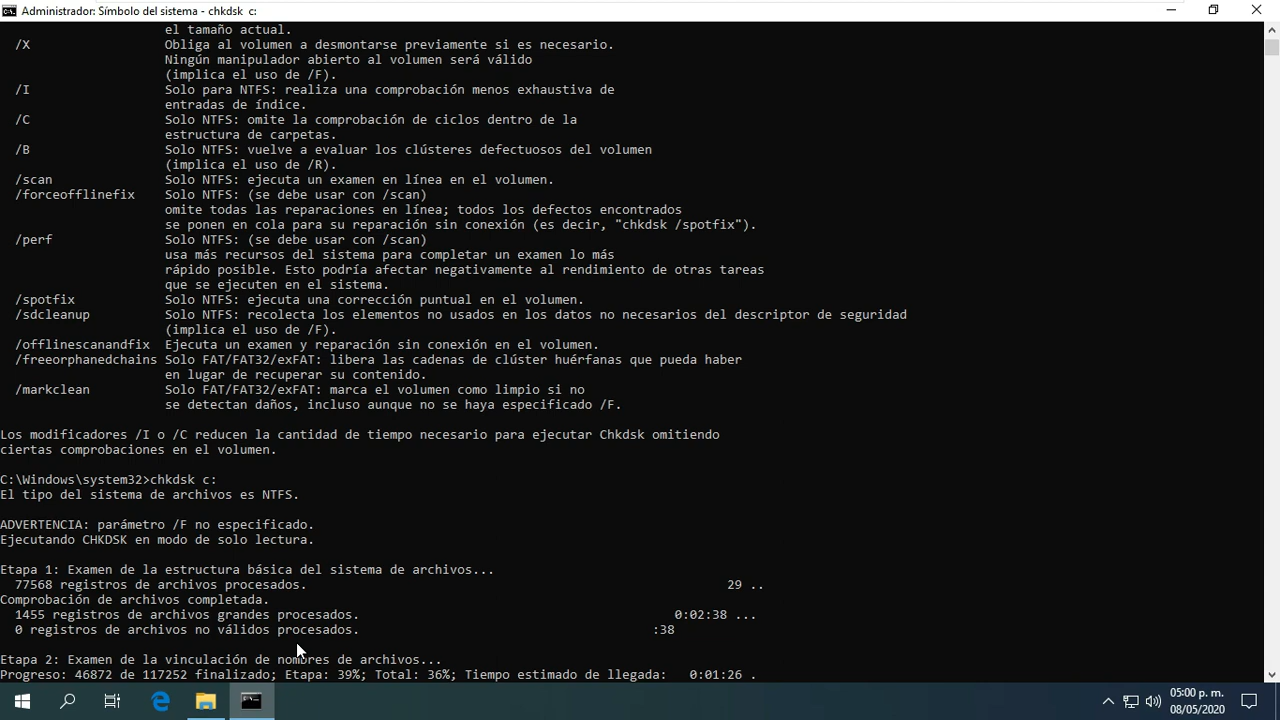 Administrador: Símbolo del sistema - chkdsk  c:
el tamaño actual.
/X Obliga al volumen a desmontarse previamente si es necesario.
Ningún manipulador abierto al volumen será válido
(implica el uso de /F).
/I Solo para NTFS: realiza una comprobación menos exhaustiva de
entradas de índice.
/C Solo NTFS: omite la comprobación de ciclos dentro de la
estructura de carpetas.
/B Solo NTFS: vuelve a evaluar los clústeres defectuosos del volumen
(implica el uso de /R).
/scan Solo NTFS: ejecuta un examen en línea en el volumen.
/forceofflinefix Solo NTFS: (se debe usar con /scan)
omite todas las reparaciones en línea; todos los defectos encontrados
se ponen en cola para su reparación sin conexión (es decir, "chkdsk /spotfix").
/perf Solo NTFS: (se debe usar con /scan)
usa más recursos del sistema para completar un examen lo más
rápido posible. Esto podría afectar negativamente al rendimiento de otras tareas
que se ejecuten en el sistema.
/spotfix Solo NTFS: ejecuta una corrección puntual en el volumen.
/sdcleanup Solo NTFS: recolecta los elementos no usados en los datos no necesarios del descriptor de seguridad
(implica el uso de /F).
/offlinescanandfix Ejecuta un examen y reparación sin conexión en el volumen.
/freeorphanedchains Solo FAT/FAT32/exFAT: libera las cadenas de clúster huérfanas que pueda haber
en lugar de recuperar su contenido.
/markclean Solo FAT/FAT32/exFAT: marca el volumen como limpio si no
se detectan daños, incluso aunque no se haya especificado /F.
Los modificadores /I o /C reducen la cantidad de tiempo necesario para ejecutar Chkdsk omitiendo
ciertas comprobaciones en el volumen.
C:\Windows\system32>chkdsk c:
El tipo del sistema de archivos es NTFS.
ADVERTENCIA: parámetro /F no especificado.
Ejecutando CHKDSK en modo de solo lectura.
Etapa 1: Examen de la estructura básica del sistema de archivos...
77568 registros de archivos procesados. 29 ..
Comprobación de archivos completada.
1455 registros de archivos grandes procesados. 0:02:38 ...
0 registros de archivos no válidos procesados. :38
Etapa 2: Examen de la vinculación de nombres de archivos...
Progreso: 46872 de 117252 finalizado; Etapa: 39%; Total: 36%; Tiempo estimado de llegada:   0:01:26 .
05:00 p. m.
08/05/2020